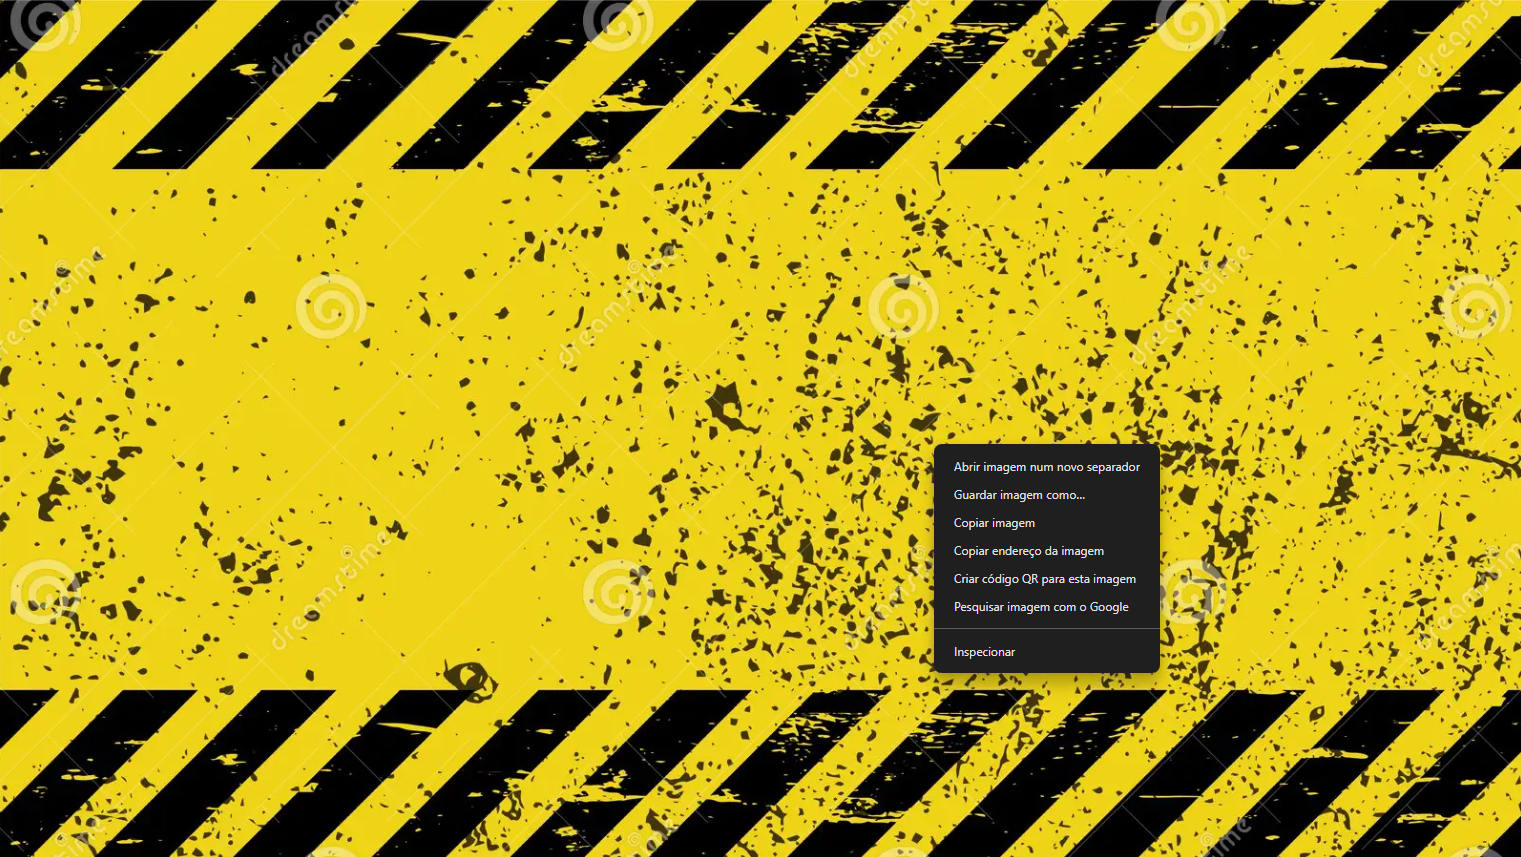 Abrir imagem num novo separador
Guardar imagem como...
Copiar imagem
Copiar endereço da imagem
Criar código QR para esta imagem
Pesquisar imagem com o Google
Inspecionar
dreamstime
dreamstime
dreamstime
dreamstime
dreamstime
dreamstime